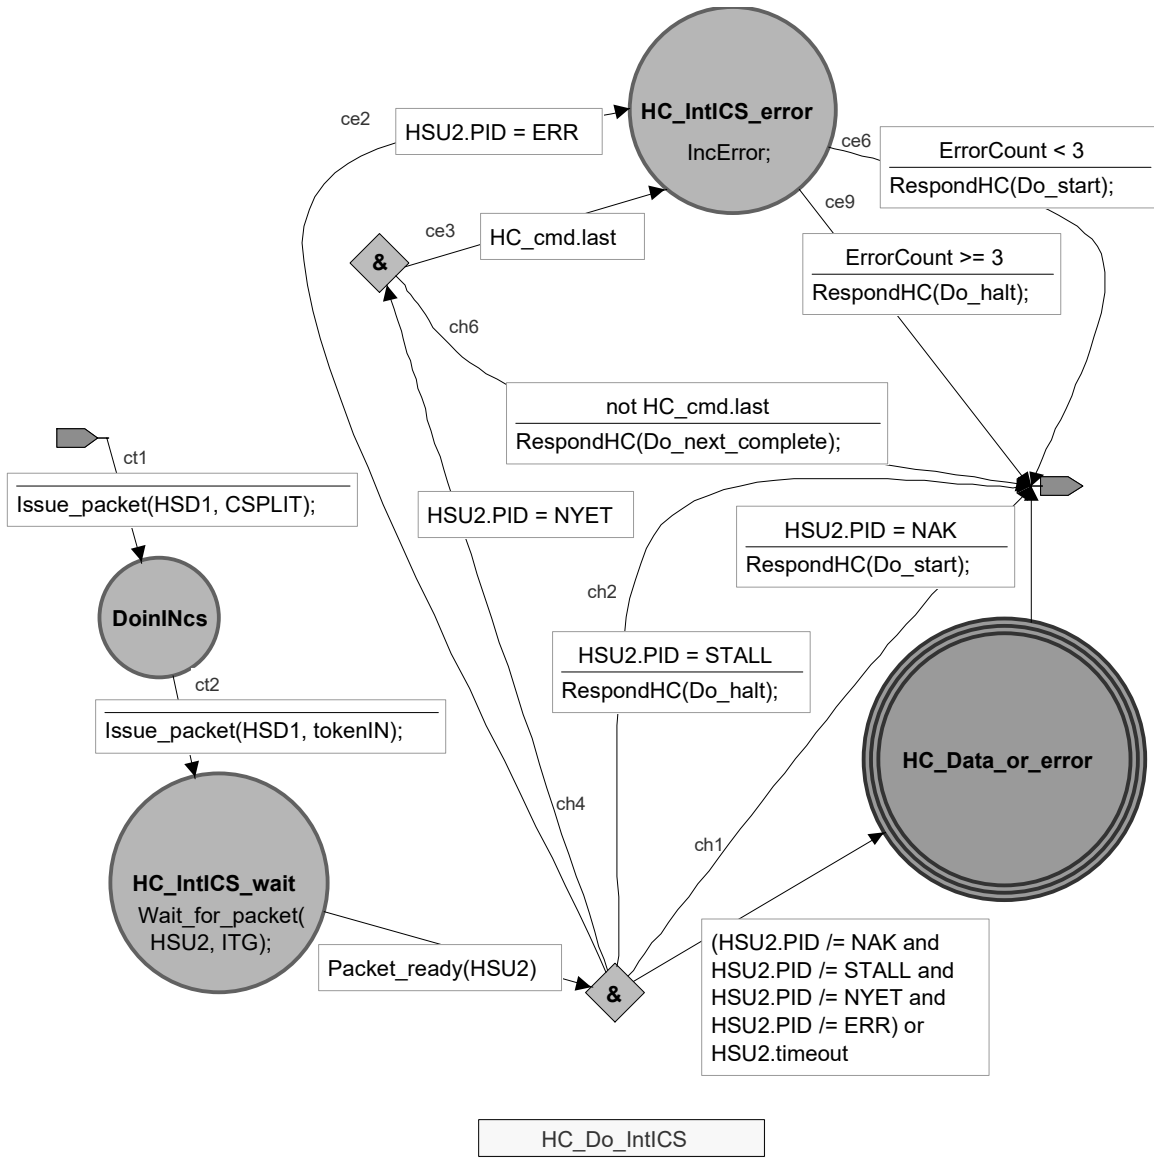 ce2
HSU2.PID = ERR
HC_IntICS_error
IncError;
ce6
ErrorCount < 3
RespondHC(Do_start);
ce3
HC_cmd.last
ce9
ErrorCount >= 3
RespondHC(Do_halt);
&
ch6
not HC_cmd.last
RespondHC(Do_next_complete);
ct1
Issue_packet(HSD1, CSPLIT);
HSU2.PID = NYET
HSU2.PID = NAK
RespondHC(Do_start);
ch2
DoinINcs
HSU2.PID = STALL
RespondHC(Do_halt);
ct2
Issue_packet(HSD1, tokenIN);
HC_Data_or_error
ch4
ch1
HC_IntICS_wait
Wait_for_packet(
HSU2, ITG);
Packet_ready(HSU2)
&
(HSU2.PID /= NAK and
HSU2.PID /= STALL and
HSU2.PID /= NYET and
HSU2.PID /= ERR) or
HSU2.timeout
HC_Do_IntICS